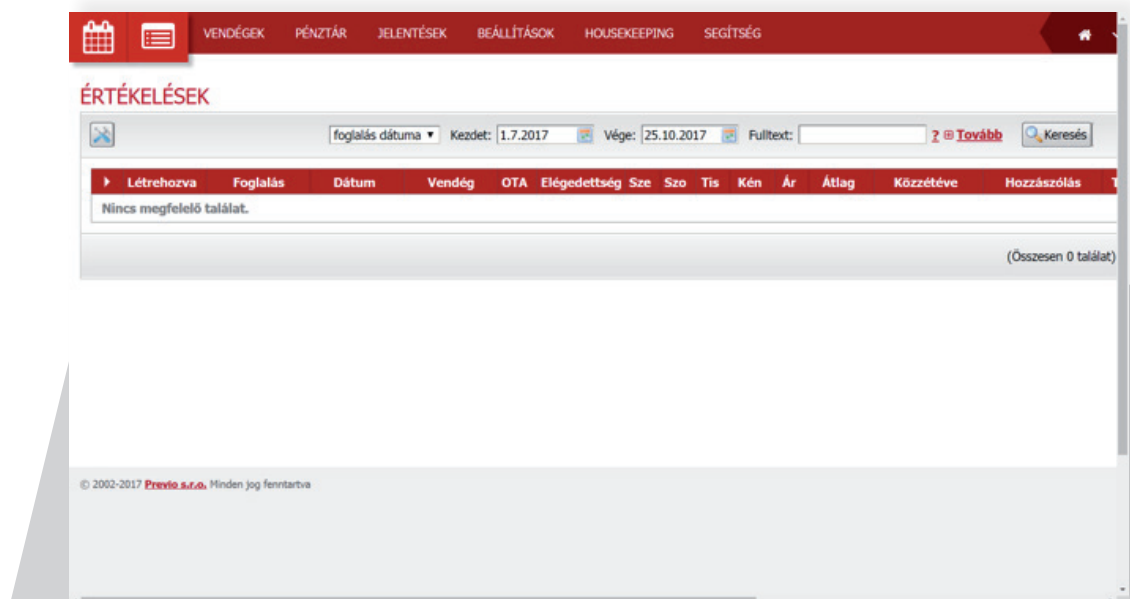 VENDÉGEK PÉNZTÁR JELENTÉSEK BEÁLLÍTÁSOK HOUSEKEEPING SEGÍTSÉG
ÉRTÉKELÉSEK
foglalás dátuma Kezdet: 1.7.2017 Vége: 25.10.2017 Fulltext: ? Tovább Keresés
Létrehozva Foglalás Dátum Vendég OTA Elégedettség Sze Szo Tis Kén Ár Átlag Közzétéve Hozzászólás T
Nincs megfelelő találat.
(Összesen 0 találat)
© 2002-2017 Previo s.r.o. Minden jog fenntartva